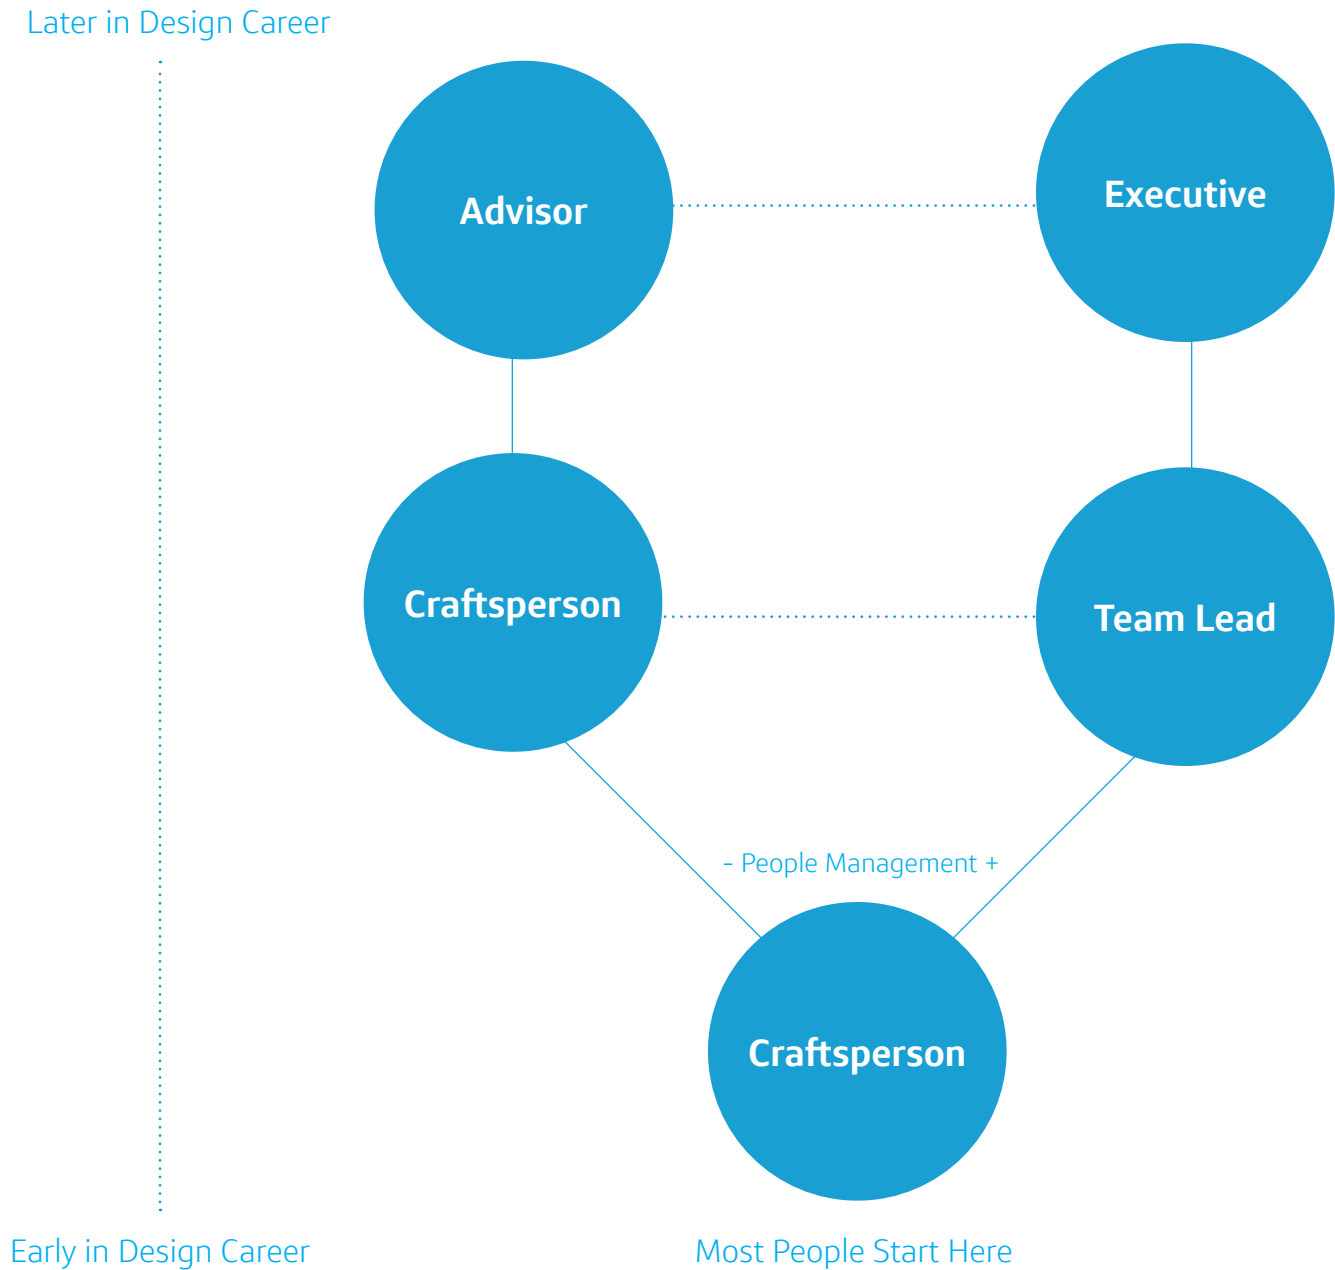 Later in Design Career
Advisor
Executive
Craftsperson
Team Lead
- People Management +
Craftsperson
Early in Design Career
Most People Start Here